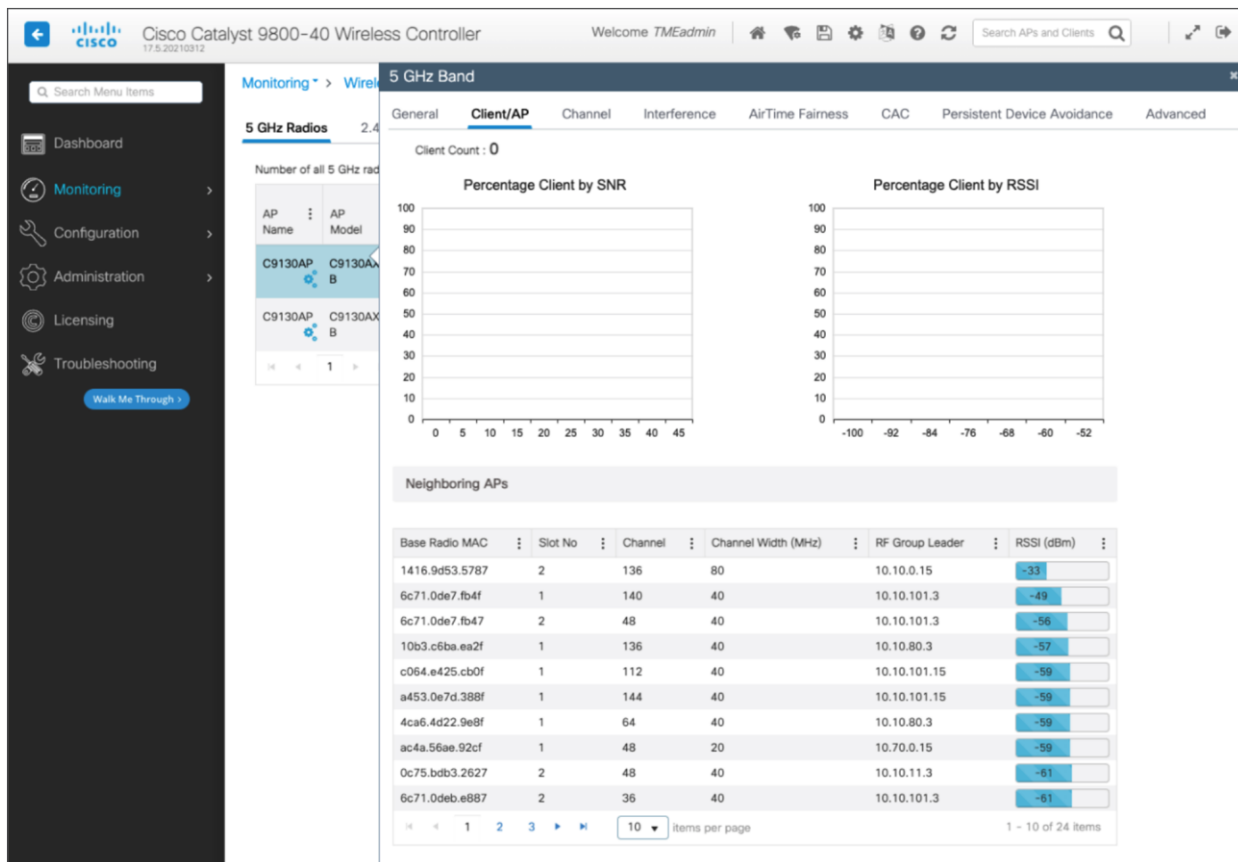 CISCO
Cisco Catalyst 9800-40 Wireless Controller
17.5.20210312
Welcome TMEadmin
Search APs and Clients
Search Menu Items
Dashboard
Monitoring
Configuration
Administration
Licensing
Troubleshooting
Walk Me Through >
Monitoring > 
5 GHz Radios 2.4
Number of all 5 GHz rad
AP Name AP Model
C9130AP C9130AX
B
C9130AP C9130AX
B
1
5 GHz Band
General Client/AP Channel Interference AirTime Fairness CAC Persistent Device Avoidance Advanced
Client Count : 0
Percentage Client by SNR
100
90
80
70
60
50
40
30
20
10
0
0 5 10 15 20 25 30 35 40 45
Percentage Client by RSSI
100
90
80
70
60
50
40
30
20
10
0
-100 -92 -84 -76 -68 -60 -52
Neighboring APs
Base Radio MAC Slot No Channel Channel Width (MHz) RF Group Leader RSSI (dBm)
1416.9d53.5787 2 136 80 10.10.0.15 -33
6c71.0de7.fb4f 1 140 40 10.10.101.3 -49
6c71.0de7.fb47 2 48 40 10.10.101.3 -56
10b3.c6ba.ea2f 1 136 40 10.10.80.3 -57
c064.e425.cb0f 1 112 40 10.10.101.15 -59
a453.0e7d.388f 1 144 40 10.10.101.15 -59
4ca6.4d22.9e8f 1 64 40 10.10.80.3 -59
ac4a.56ae.92cf 1 48 20 10.70.0.15 -59
0c75.bdb3.2627 2 48 40 10.10.11.3 -61
6c71.0deb.e887 2 36 40 10.10.101.3 -61
1 2 3 10 items per page 1 - 10 of 24 items